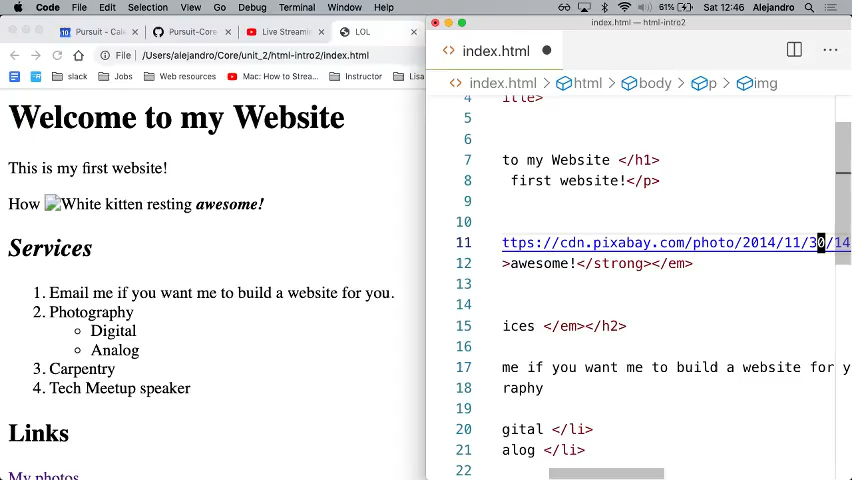 Code File Edit Selection View Go Debug Terminal Window Help 61% Sat 12:46 Alejandro
Pursuit - Cale
Pursuit-Core
Live Streamin
LOL
File /Users/alejandro/Core/unit_2/html-intro2/index.html
slack Jobs Web resources Mac: How to Strea... Instructor Lisa
Welcome to my Website
This is my first website!
How White kitten resting awesome!
Services
1. Email me if you want me to build a website for you.
2. Photography
Digital
Analog
3. Carpentry
4. Tech Meetup speaker
Links
My photos
index.html — html-intro2
index.html
index.html html body p img
4 itle>
5
6
7 to my Website </h1>
8 first website!</p>
9
10
11 ttps://cdn.pixabay.com/photo/2014/11/30/14
12 >awesome!</strong></em>
13
14
15 ices </em></h2>
16
17 me if you want me to build a website for y
18 raphy
19
20 gital </li>
21 alog </li>
22